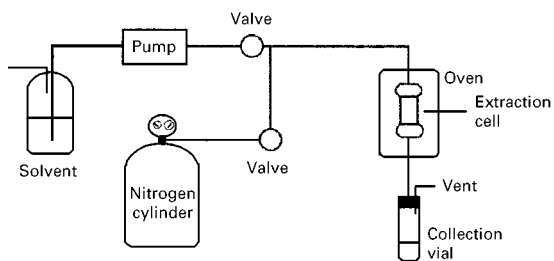 Valve
Pump
Oven
Extraction
cell
Solvent
Valve
Nitrogen
cylinder
Vent
Collection
vial